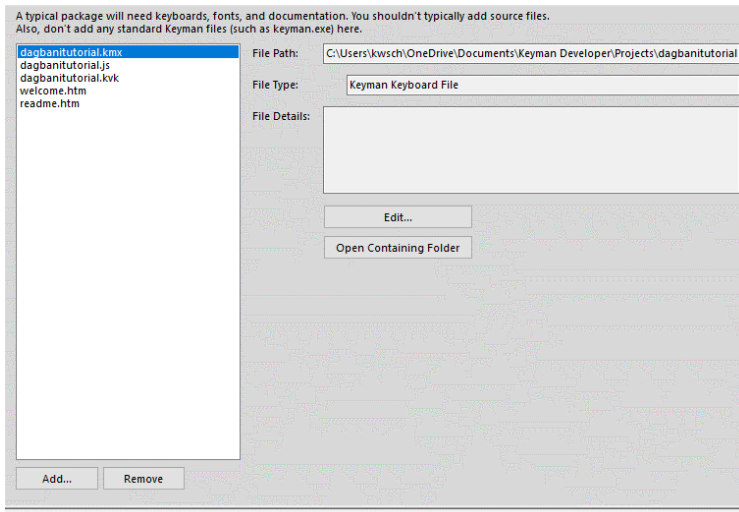 A typical package will need keyboards, fonts, and documentation. You shouldn't typically add source files.
Also, don't add any standard Keyman files (such as keyman.exe) here.
dagbanitutorial.kmx
dagbanitutorial.js
dagbanitutorial.kvk
welcome.htm
readme.htm
File Path:
C:\Users\kwsch\OneDrive\Documents\Keyman Developer\Projects\dagbanitutorial
File Type:
Keyman Keyboard File
File Details:
Edit...
Open Containing Folder
Add...
Remove